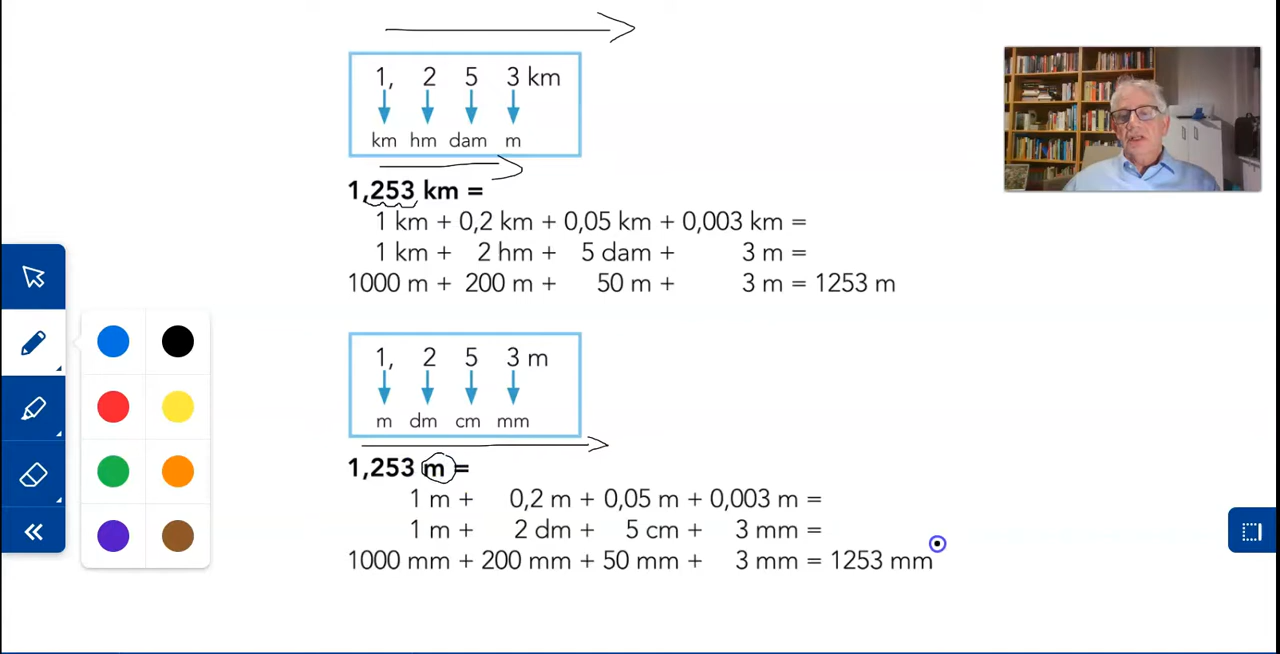 1, 2 5 3 km
km hm dam m
1,253 km =
1 km + 0,2 km + 0,05 km + 0,003 km =
1 km + 2 hm + 5 dam + 3 m =
1000 m + 200 m + 50 m + 3 m = 1253 m
1, 2 5 3 m
m dm cm mm
1,253 m =
1 m + 0,2 m + 0,05 m + 0,003 m =
1 m + 2 dm + 5 cm + 3 mm =
1000 mm + 200 mm + 50 mm + 3 mm = 1253 mm